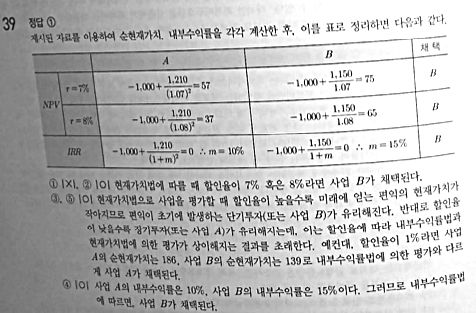 39 정답 ①
제시된 자료를 이용하여 순현재가치, 내부수익률을 각각 계산한 후, 이를 표로 정리하면 다음과 같다.
A B 채택
NPV r=7% -1,000+1,210/(1.07)²=57 -1,000+1,150/1.07=75 B
r=8% -1,000+1,210/(1.08)²=37 -1,000+1,150/1.08=65 B
IRR -1,000+1,210/(1+m)²=0 ∴ m=10% -1,000+1,150/1+m=0 ∴ m=15% B
① |×|, ② |○| 현재가치법에 따를 때 할인율이 7% 혹은 8%라면 사업 B가 채택된다.
③, ⑤ |○| 현재가치법으로 사업을 평가할 때 할인율이 높을수록 미래에 얻는 편익의 현재가치가
작아지므로 편익이 초기에 발생하는 단기투자(또는 사업 B)가 유리해진다. 반대로 할인율
이 낮을수록 장기투자(또는 사업 A)가 유리해지는데, 이는 할인율에 따라 내부수익률법과
현재가치법에 의한 평가가 상이해지는 결과를 초래한다. 예컨대, 할인율이 1%라면 사업
A의 순현재가치는 186, 사업 B의 순현재가치는 139로 내부수익률법에 의한 평가와 다르
게 사업 A가 채택된다.
④ |○| 사업 A의 내부수익률은 10%, 사업 B의 내부수익률은 15%이다. 그러므로 내부수익률법
에 따르면, 사업 B가 채택된다.